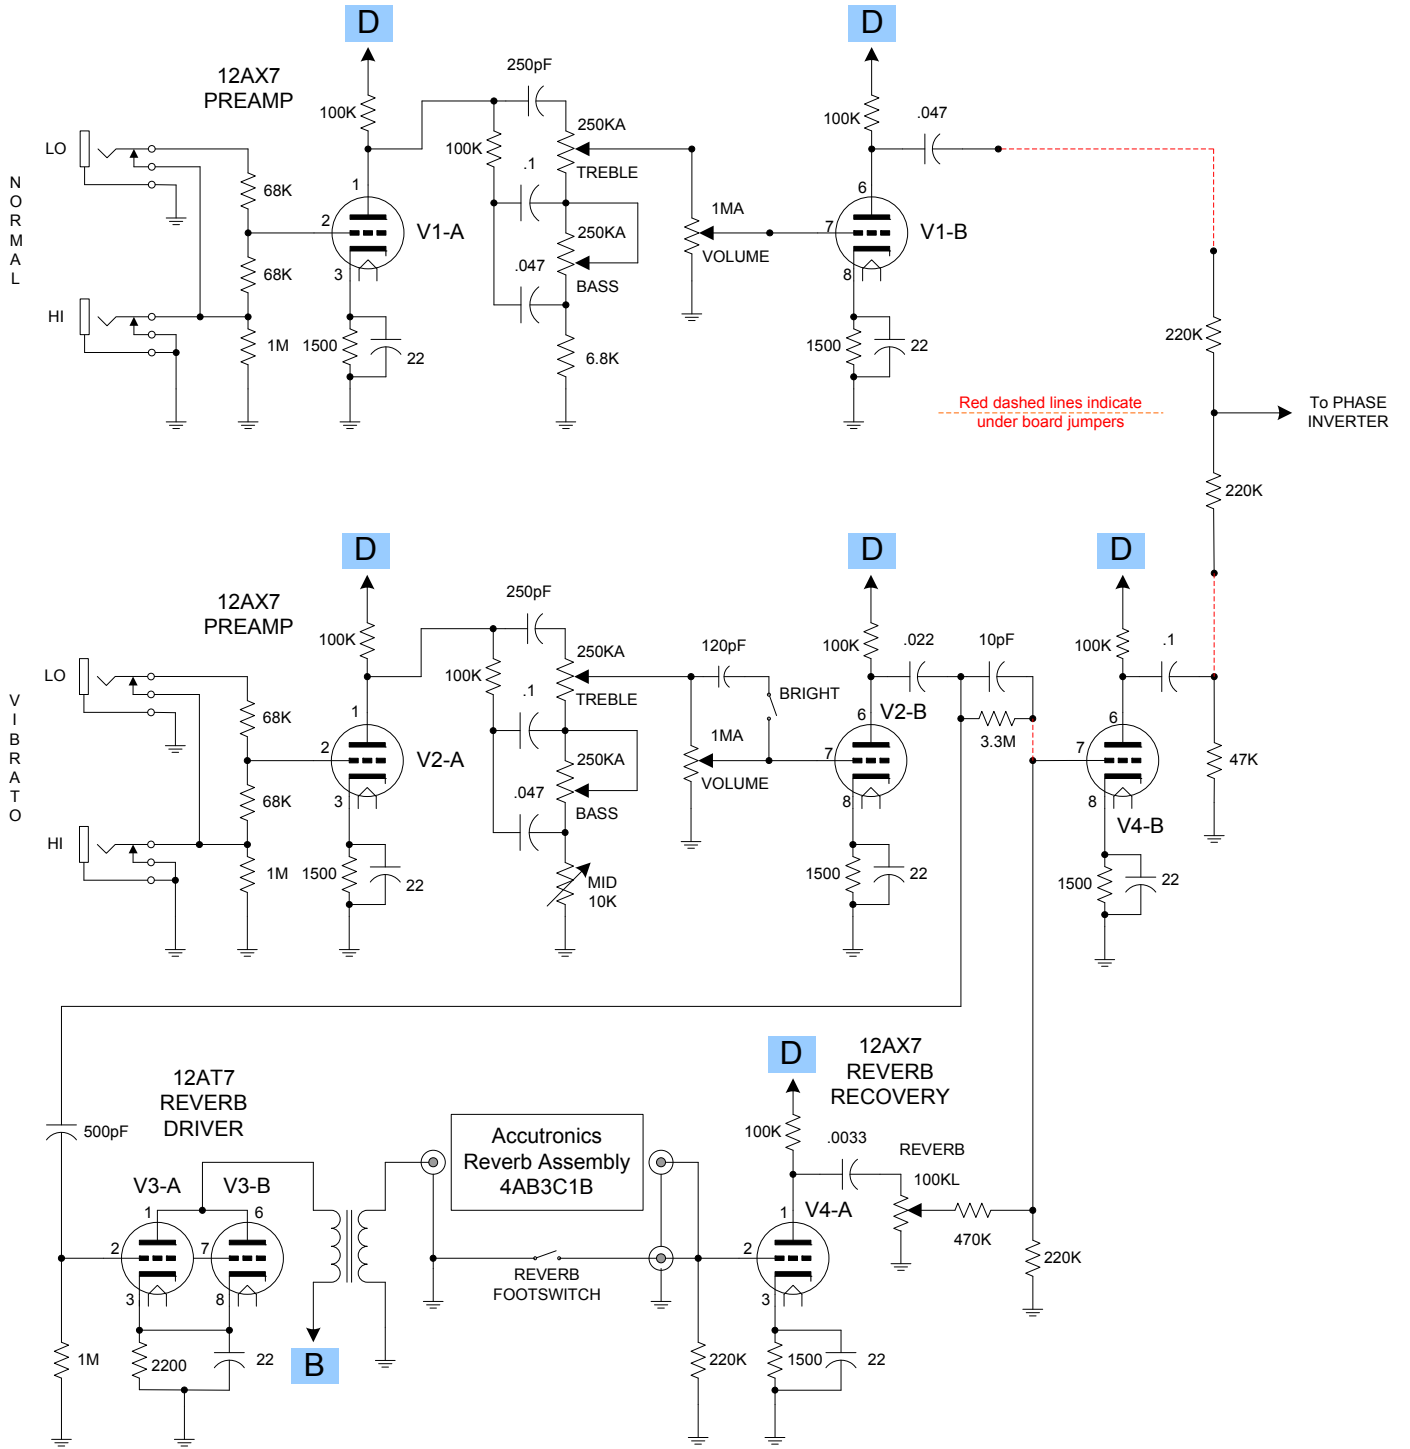 D
D
12AX7
PREAMP
250pF
100K
250KA
100K
.047
LO
100K
TREBLE
.1
NORMAL
68K
1
2
3
V1-A
250KA
BASS
.047
1MA
VOLUME
6
7
8
V1-B
68K
HI
1M
1500
22
6.8K
1500
22
220K
Red dashed lines indicate
under board jumpers
To PHASE
INVERTER
220K
D
D
D
12AX7
PREAMP
250pF
100K
250KA
100K
TREBLE
120pF
BRIGHT
100K
.022
10pF
100K
.1
LO
VIBRATO
68K
.1
1
2
3
V2-A
250KA
BASS
.047
1MA
VOLUME
V2-B
6
7
8
3.3M
6
7
8
V4-B
47K
68K
HI
1M
1500
22
MID
10K
1500
22
1500
22
D
12AX7
REVERB
RECOVERY
12AT7
REVERB
DRIVER
500pF
Accutronics
Reverb Assembly
4AB3C1B
100K
.0033
REVERB
100KL
V3-A
V3-B
1
6
2
7
3
8
V4-A
1
2
3
470K
220K
REVERB
FOOTSWITCH
1M
2200
22
B
220K
1500
22